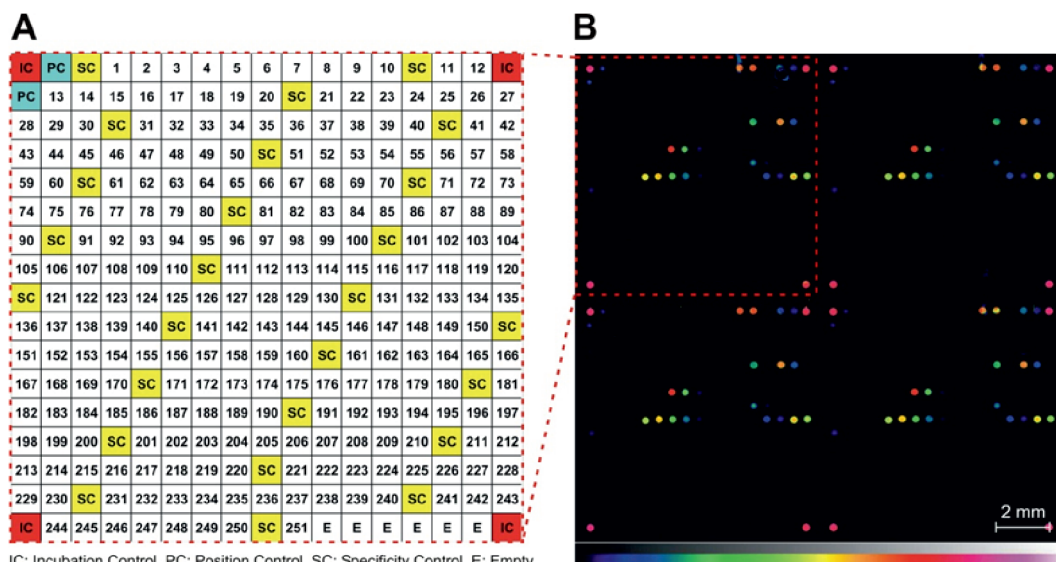 A
B
IC PC SC 1 2 3 4 5 6 7 8 9 10 SC 11 12 IC
PC 13 14 15 16 17 18 19 20 SC 21 22 23 24 25 26 27
28 29 30 SC 31 32 33 34 35 36 37 38 39 40 SC 41 42
43 44 45 46 47 48 49 50 SC 51 52 53 54 55 56 57 58
59 60 SC 61 62 63 64 65 66 67 68 69 70 SC 71 72 73
74 75 76 77 78 79 80 SC 81 82 83 84 85 86 87 88 89
90 SC 91 92 93 94 95 96 97 98 99 100 SC 101 102 103 104
105 106 107 108 109 110 SC 111 112 113 114 115 116 117 118 119 120
SC 121 122 123 124 125 126 127 128 129 130 SC 131 132 133 134 135
136 137 138 139 140 SC 141 142 143 144 145 146 147 148 149 150 SC
151 152 153 154 155 156 157 158 159 160 SC 161 162 163 164 165 166
167 168 169 170 SC 171 172 173 174 175 176 177 178 179 180 SC 181
182 183 184 185 186 187 188 189 190 SC 191 192 193 194 195 196 197
198 199 200 SC 201 202 203 204 205 206 207 208 209 210 SC 211 212
213 214 215 216 217 218 219 220 SC 221 222 223 224 225 226 227 228
229 230 SC 231 232 233 234 235 236 237 238 239 240 SC 241 242 243
IC 244 245 246 247 248 249 250 SC 251 E E E E E E IC
IC: Incubation Control, PC: Position Control, SC: Specificity Control, E: Empty
2 mm